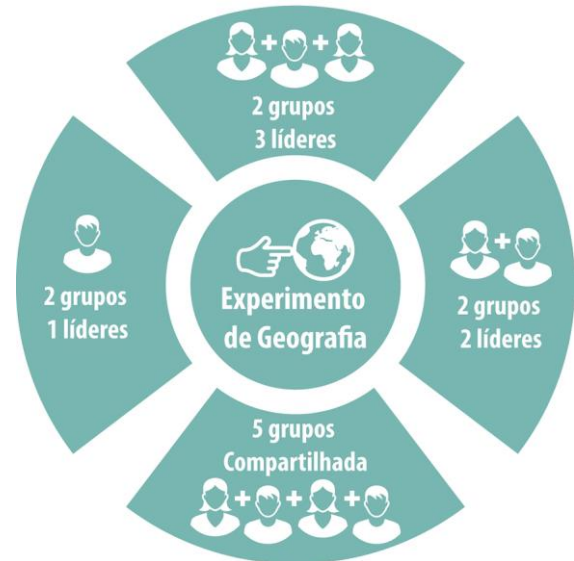 2 grupos
3 líderes
2 grupos
1 líderes
Experimento
de Geografia
2 grupos
2 líderes
5 grupos
Compartilhada